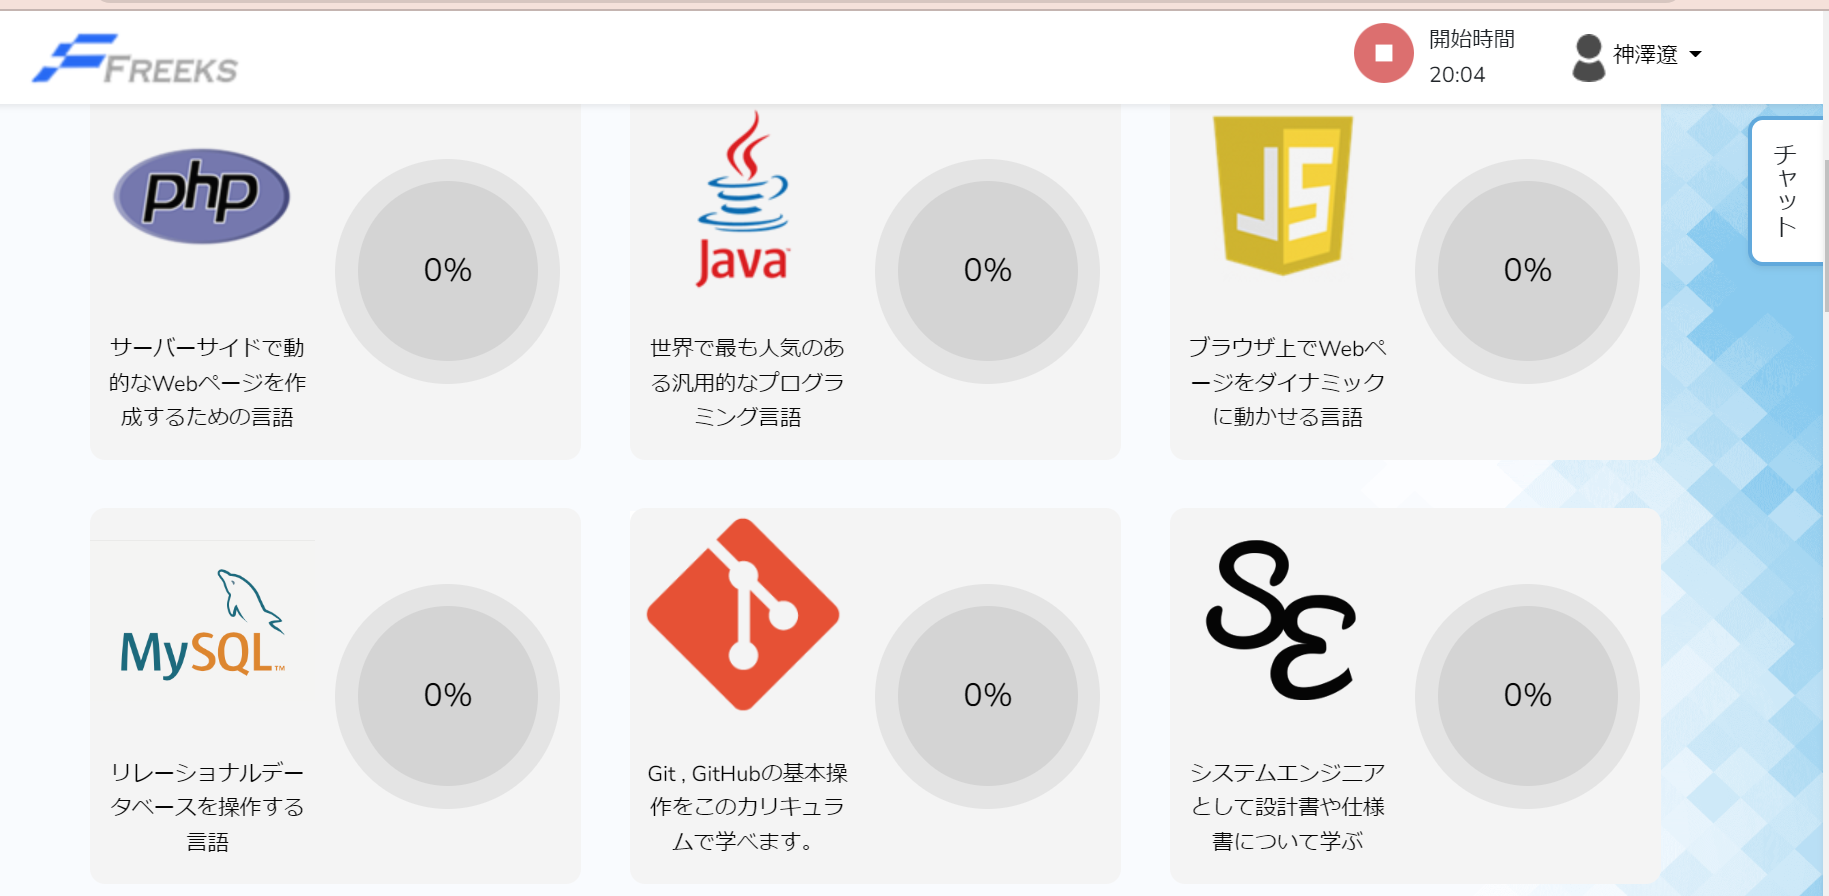 FREEKS
開始時間
20:04
神澤遼
チャット
php
0%
Java™
0%
JS
0%
サーバーサイドで動
的なWebページを作
成するための言語
世界で最も人気のあ
る汎用的なプログラ
ミング言語
ブラウザ上でWebペ
ージをダイナミック
に動かせる言語
MySQL™
0%
0%
SE
0%
リレーショナルデー
タベースを操作する
言語
Git , GitHubの基本操
作をこのカリキュラ
ムで学べます。
システムエンジニア
として設計書や仕様
書について学ぶ